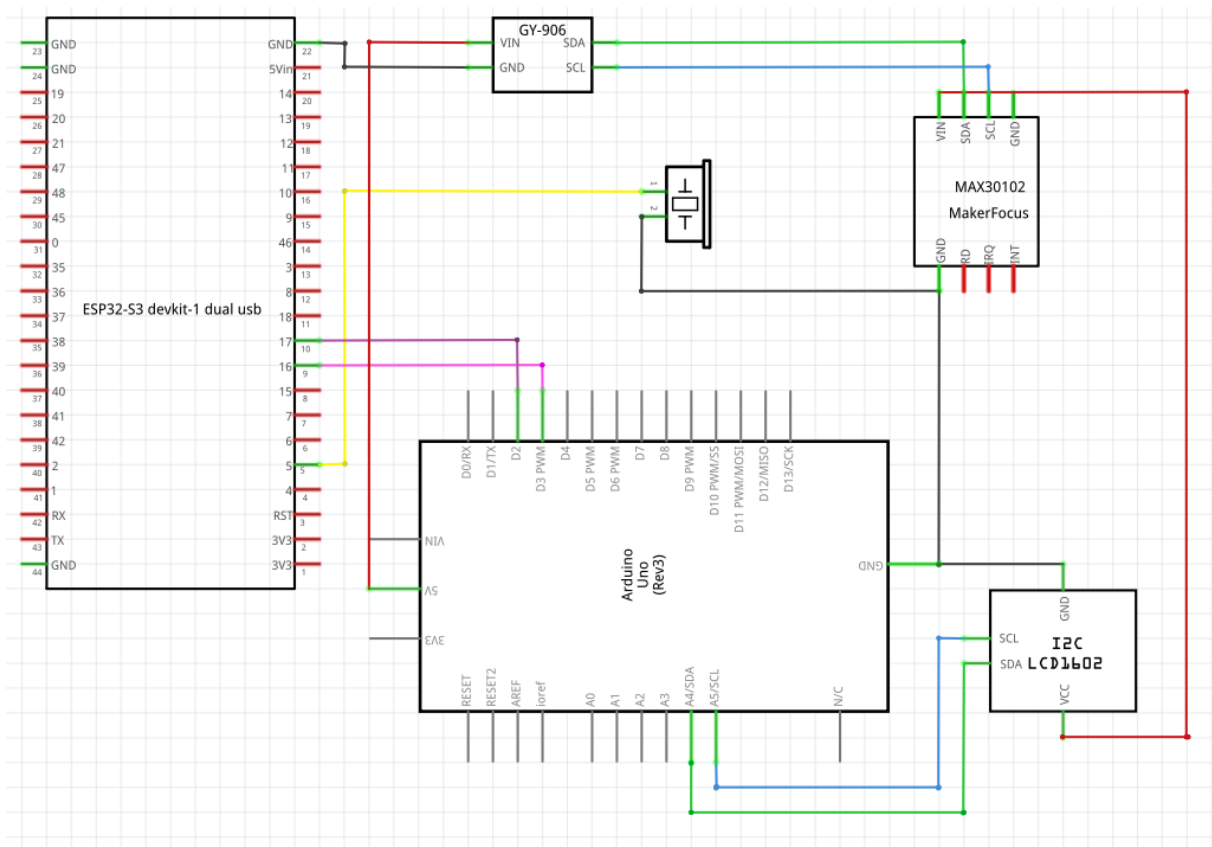 GND
23
GND
24
19
25
20
26
21
27
47
28
48
29
45
30
0
31
35
32
36
33
37
34
38
35
39
36
40
37
41
38
42
39
2
40
1
41
RX
42
TX
43
GND
44
ESP32-S3 devkit-1 dual usb
GND
22
5Vin
21
14
20
13
19
12
18
11
17
10
16
9
15
46
14
3
13
8
12
18
11
17
10
16
9
15
8
7
7
6
6
5
5
4
4
RST
3
3V3
2
3V3
1
GY-906
VIN
SDA
GND
SCL
1
2
VIN
SDA
SCL
GND
MAX30102
MakerFocus
GND
RD
IRQ
INT
D0/RX
D1/TX
D2
D3 PWM
D4
D5 PWM
D6 PWM
D7
D8
D9 PWM
D10 PWM/SS
D11 PWM/MOSI
D12/MISO
D13/SCK
VIN
5V
3V3
Arduino
Uno
(Rev3)
GND
RESET
RESET2
AREF
ioref
A0
A1
A2
A3
A4/SDA
A5/SCL
N/C
GND
SCL
I2C
SDA
LCD1602
VCC